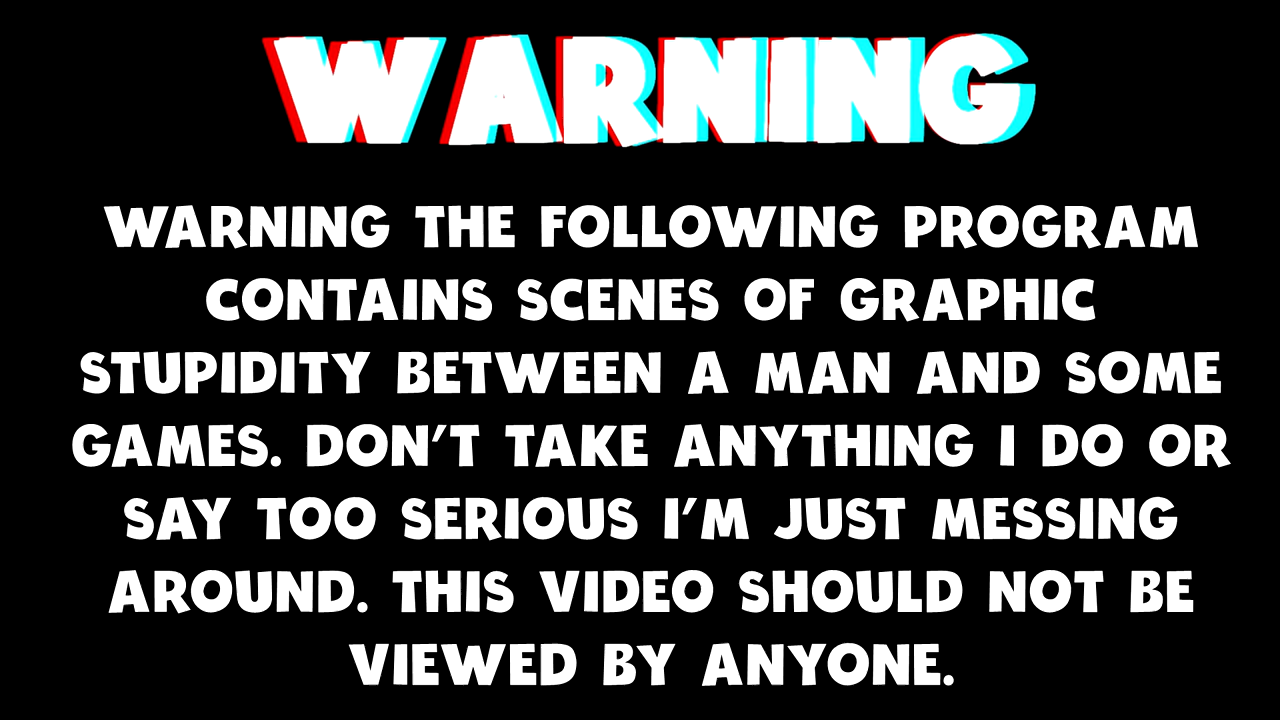 WARNING
WARNING THE FOLLOWING PROGRAM
CONTAINS SCENES OF GRAPHIC
STUPIDITY BETWEEN A MAN AND SOME
GAMES. DON'T TAKE ANYTHING I DO OR
SAY TOO SERIOUS I'M JUST MESSING
AROUND. THIS VIDEO SHOULD NOT BE
VIEWED BY ANYONE.